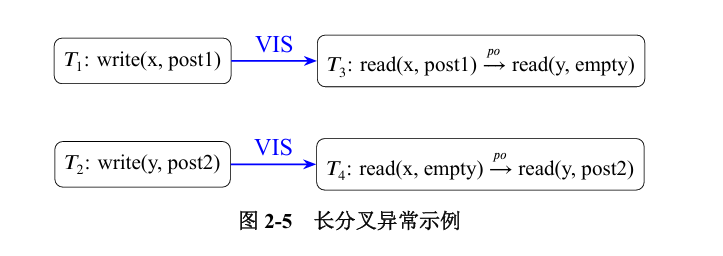 VIS
T₁: write(x, post1) T₃: read(x, post1) →ᵖᵒ read(y, empty)
VIS
T₂: write(y, post2) T₄: read(x, empty) →ᵖᵒ read(y, post2)
图 2-5 长分叉异常示例